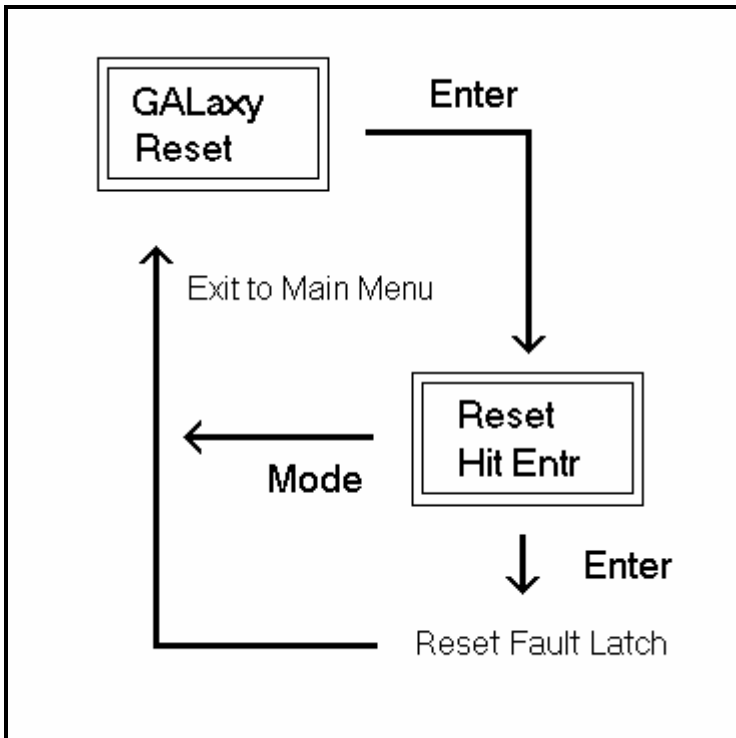 GALaxy
Reset
Enter
Exit to Main Menu
Reset
Hit Entr
Mode
Enter
Reset Fault Latch